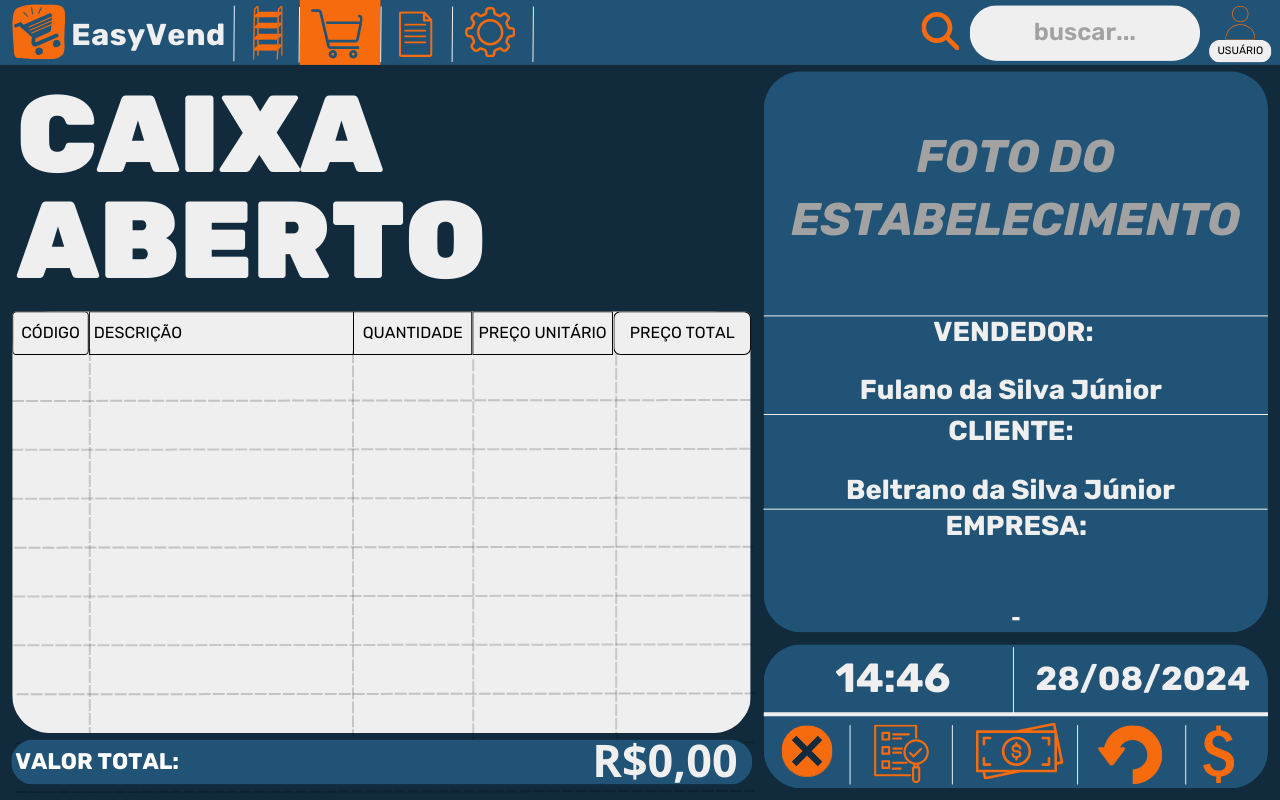 EasyVend
buscar...
USUÁRIO
CAIXA
ABERTO
FOTO DO
ESTABELECIMENTO
CÓDIGO DESCRIÇÃO QUANTIDADE PREÇO UNITÁRIO PREÇO TOTAL
VENDEDOR:
Fulano da Silva Júnior
CLIENTE:
Beltrano da Silva Júnior
EMPRESA:
-
14:46 28/08/2024
VALOR TOTAL: R$0,00
$
$